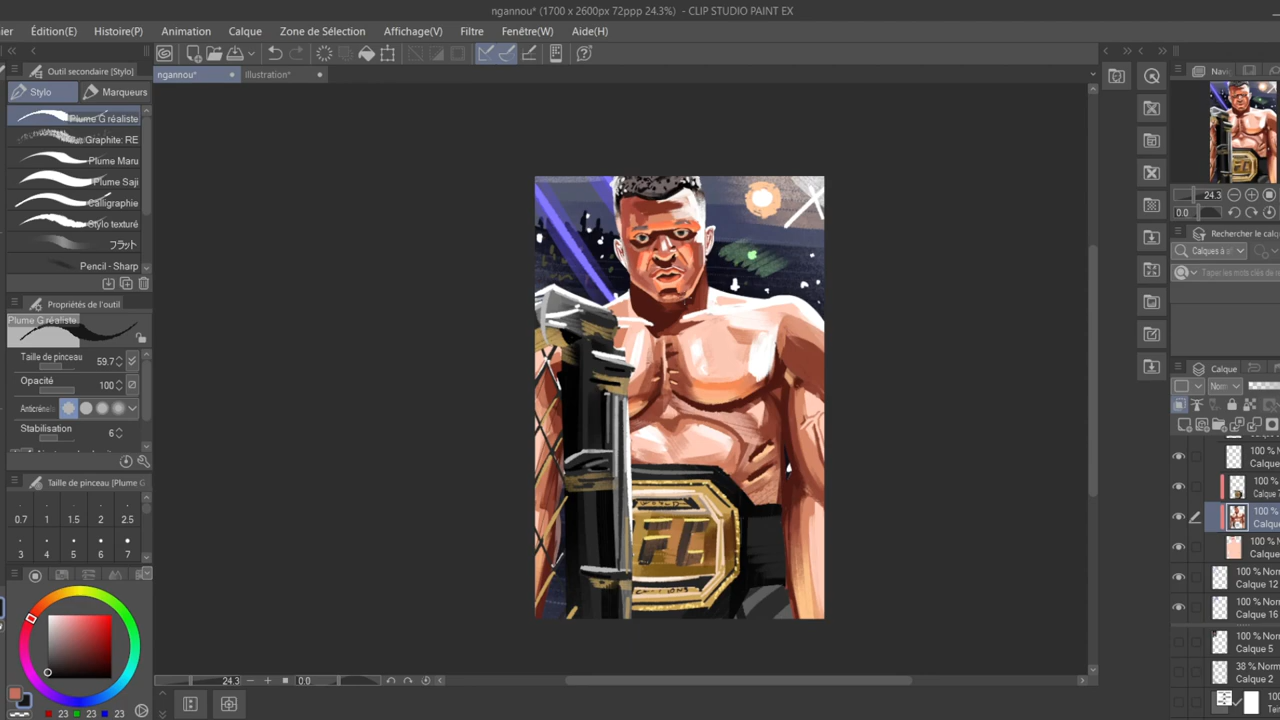 ngannou* (1700 x 2600px 72ppp 24.3%) - CLIP STUDIO PAINT EX
ier Édition(E) Histoire(P) Animation Calque Zone de Sélection Affichage(V) Filtre Fenêtre(W) Aide(H)
Outil secondaire [Stylo]
ngannou* illustration*
Stylo Marqueurs
Plume G réaliste
Graphite: RE
Plume Maru
Plume Saji
Calligraphie
Stylo texturé
フラット
Pencil - Sharp
Propriétés de l'outil
Plume G réaliste
Taille de pinceau 59.7
Opacité 100
Anticrénel
Stabilisation
6
Taille de pinceau [Plume G
0.7 1 1.5 2 2.5
3 4 5 6 7
23 23 23
24.3 0.0
Navi
24.3
0.0
Rechercher le calq
Calques à a
Taper les mots clés de
Calque
Norm
100 %
Calque
100 %
Calque 7
100 %
Calque
100 % N
Calque
100 % Norm
Calque 12
100 % Norm
Calque 16
100 % Norm
Calque 5
38 % Norm
Calque 2
100